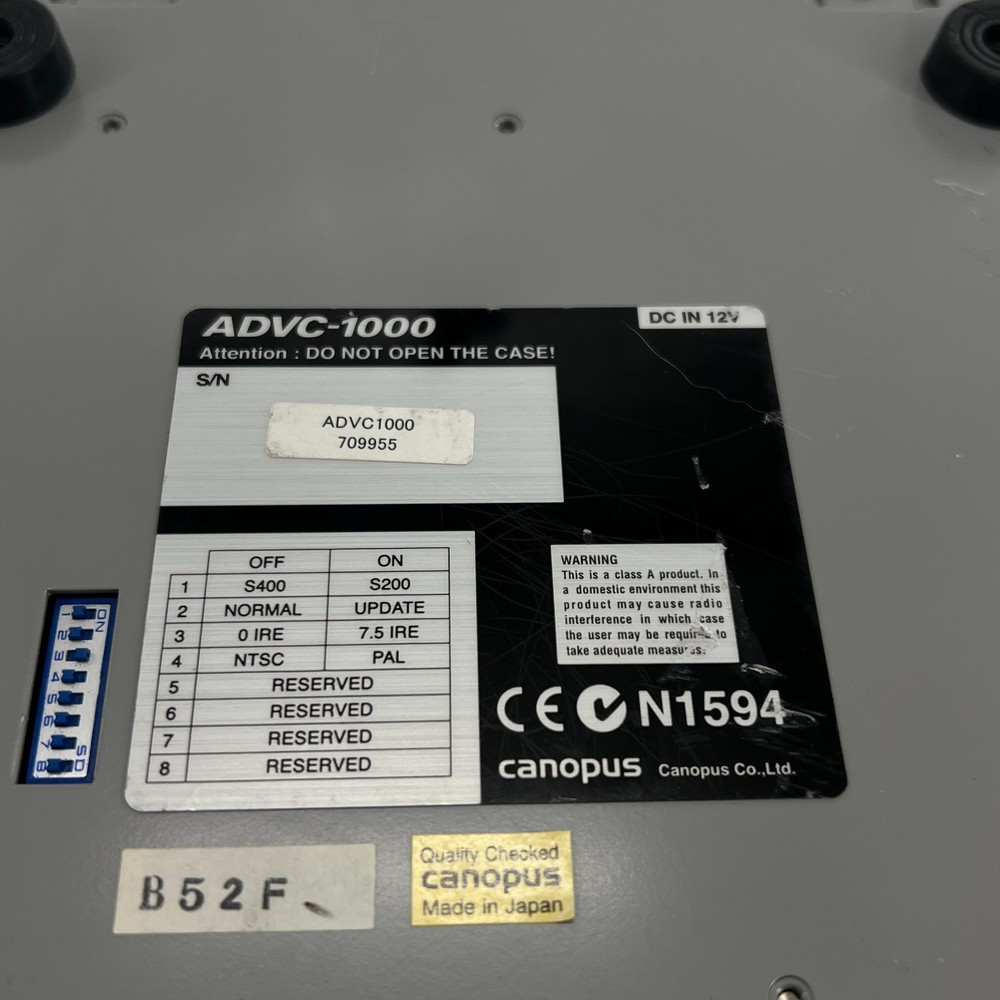 ADVC-1000
DC IN 12V
Attention : DO NOT OPEN THE CASE!
S/N
ADVC1000
709955
OFF ON
1 S400 S200
2 NORMAL UPDATE
3 0 IRE 7.5 IRE
4 NTSC PAL
5 RESERVED
6 RESERVED
7 RESERVED
8 RESERVED
WARNING
This is a class A product. In
a domestic environment this
product may cause radio
interference in which case
the user may be required to
take adequate measures.
CE N1594
canopus Canopus Co.,Ltd.
ON
1
2
3
4
5
6
7
8
SD
B52F
Quality Checked
canopus
Made in Japan